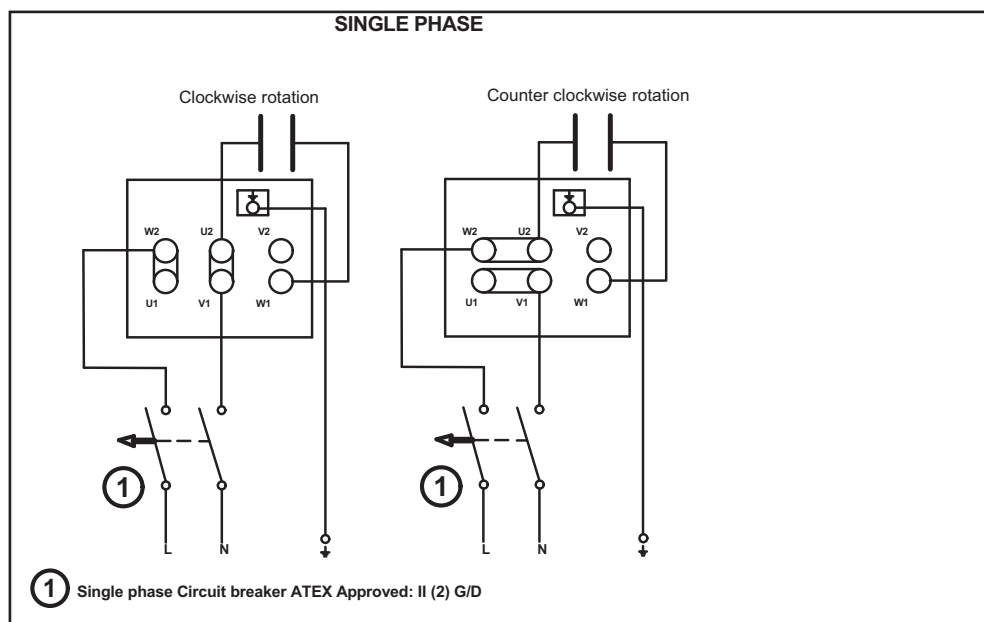 SINGLE PHASE
Clockwise rotation
Counter clockwise rotation
W2 U2 V2
U1 V1 W1
W2 U2 V2
U1 V1 W1
1
1
L N
L N
1 Single phase Circuit breaker ATEX Approved: II (2) G/D